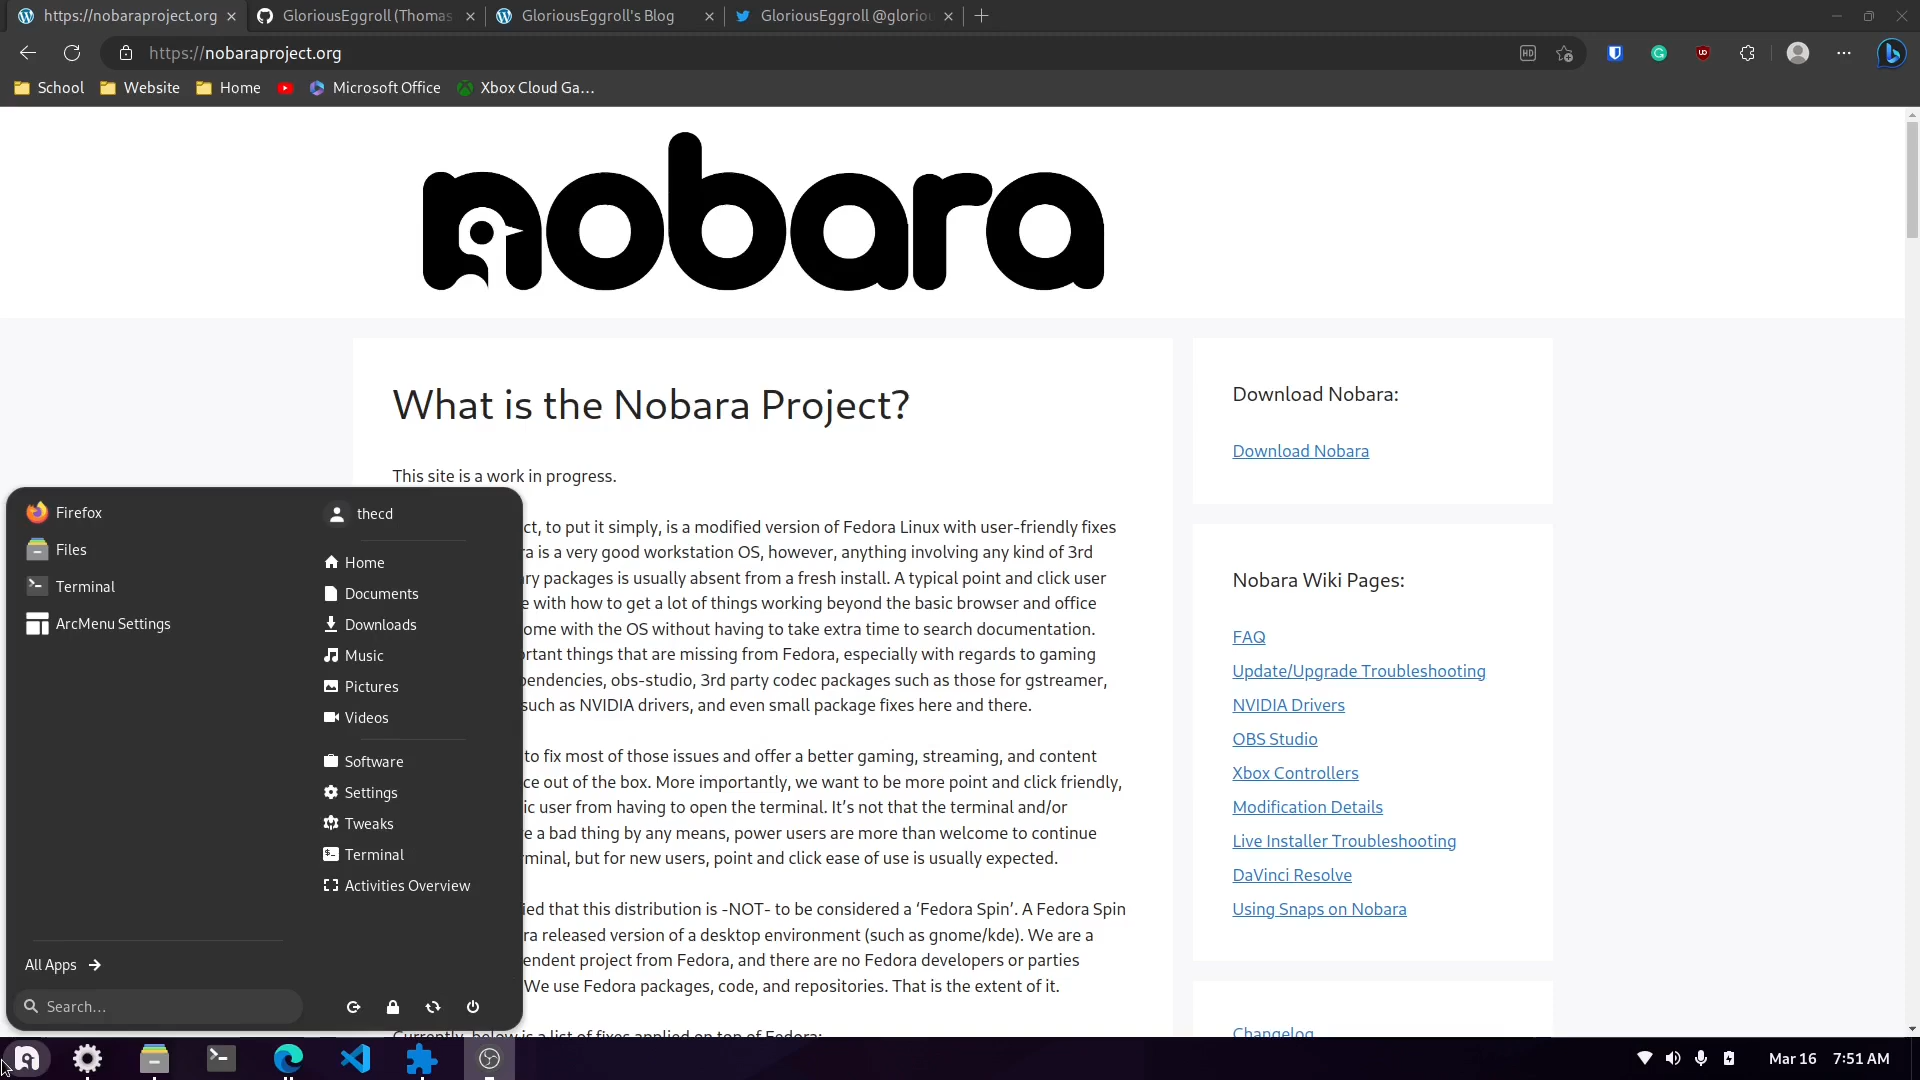 https://nobaraproject.org
GloriousEggroll (Thomas
GloriousEggroll's Blog
GloriousEggroll @glorio
https://nobaraproject.org
HD
School
Website
Home
Microsoft Office
Xbox Cloud Ga...
nobara
What is the Nobara Project?
This site is a work in progress.
ct, to put it simply, is a modified version of Fedora Linux with user-friendly fixes
ra is a very good workstation OS, however, anything involving any kind of 3rd
ry packages is usually absent from a fresh install. A typical point and click user
e with how to get a lot of things working beyond the basic browser and office
ome with the OS without having to take extra time to search documentation.
rtant things that are missing from Fedora, especially with regards to gaming
pendencies, obs-studio, 3rd party codec packages such as those for gstreamer,
such as NVIDIA drivers, and even small package fixes here and there.
to fix most of those issues and offer a better gaming, streaming, and content
ce out of the box. More importantly, we want to be more point and click friendly,
ic user from having to open the terminal. It's not that the terminal and/or
e a bad thing by any means, power users are more than welcome to continue
rminal, but for new users, point and click ease of use is usually expected.
ied that this distribution is -NOT- to be considered a ‘Fedora Spin’. A Fedora Spin
ra released version of a desktop environment (such as gnome/kde). We are a
endent project from Fedora, and there are no Fedora developers or parties
We use Fedora packages, code, and repositories. That is the extent of it.
Currently, below is a list of fixes applied on top of Fedora:
Download Nobara:
Download Nobara
Nobara Wiki Pages:
FAQ
Update/Upgrade Troubleshooting
NVIDIA Drivers
OBS Studio
Xbox Controllers
Modification Details
Live Installer Troubleshooting
DaVinci Resolve
Using Snaps on Nobara
Changelog
Firefox
Files
Terminal
ArcMenu Settings
All Apps
Search...
thecd
Home
Documents
Downloads
Music
Pictures
Videos
Software
Settings
Tweaks
Terminal
Activities Overview
Mar 16 7:51 AM